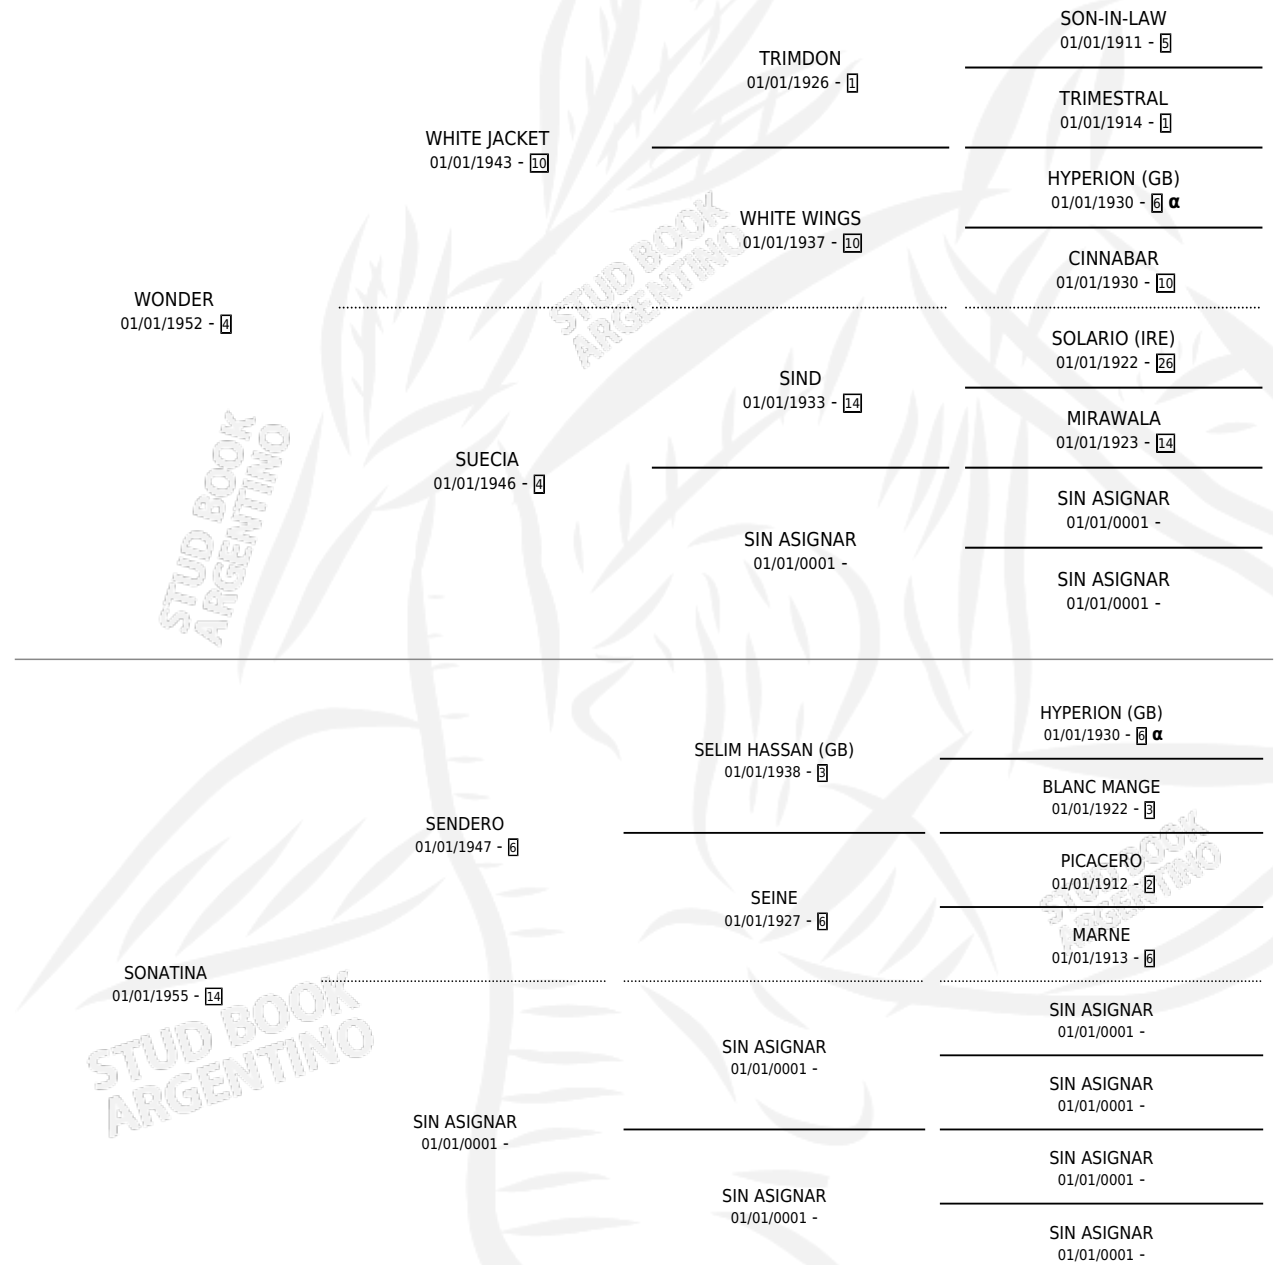 SON-IN-LAW
01/01/1911 - 5
TRIMDON
01/01/1926 - 1
TRIMESTRAL
01/01/1914 - 1
WHITE JACKET
01/01/1943 - 10
HYPERION (GB)
01/01/1930 - 6 α
WHITE WINGS
01/01/1937 - 10
CINNABAR
01/01/1930 - 10
WONDER
01/01/1952 - 4
STUD BOOK
ARGENTINO
SOLARIO (IRE)
01/01/1922 - 26
SIND
01/01/1933 - 14
MIRAWALA
01/01/1923 - 14
SUECIA
01/01/1946 - 4
SIN ASIGNAR
01/01/0001 -
SIN ASIGNAR
01/01/0001 -
SIN ASIGNAR
01/01/0001 -
STUD BOOK
ARGENTINO
HYPERION (GB)
01/01/1930 - 6 α
SELIM HASSAN (GB)
01/01/1938 - 3
BLANC MANGE
01/01/1922 - 3
SENDERO
01/01/1947 - 6
PICACERO
01/01/1912 - 2
SEINE
01/01/1927 - 6
STUD BOOK
ARGENTINO
MARNE
01/01/1913 - 6
SONATINA
01/01/1955 - 14
SIN ASIGNAR
01/01/0001 -
SIN ASIGNAR
01/01/0001 -
STUD BOOK
ARGENTINO
SIN ASIGNAR
01/01/0001 -
SIN ASIGNAR
01/01/0001 -
SIN ASIGNAR
01/01/0001 -
SIN ASIGNAR
01/01/0001 -
SIN ASIGNAR
01/01/0001 -